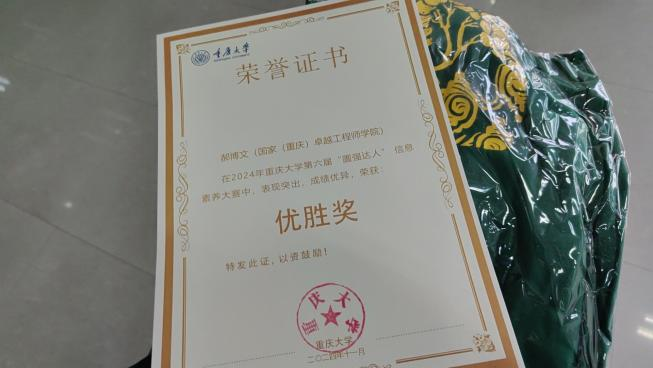 重庆大学
荣誉证书
郝博文（国家（重庆）卓越工程师学院）
在2024年重庆大学第六届“圕强达人” 信息
素养大赛中，表现突出，成绩优异，荣获：
优胜奖
特发此证，以资鼓励！
重庆大学
重庆大学
二〇二四年十一月